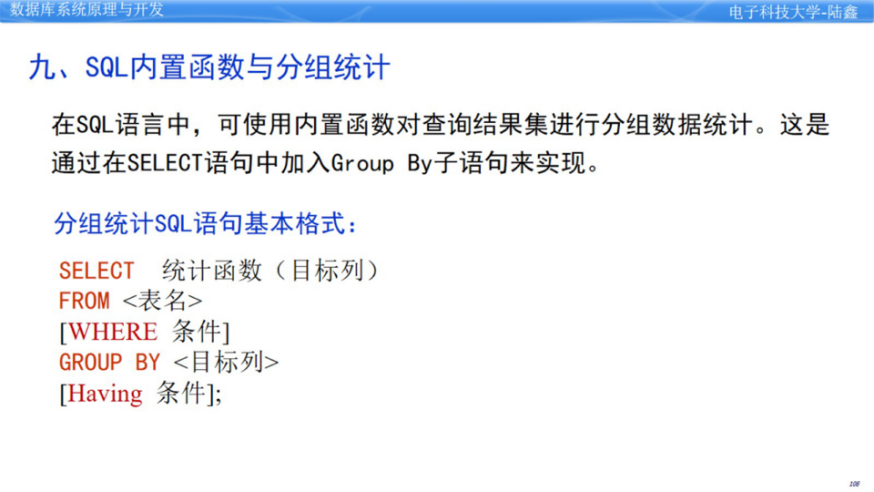 数据库系统原理与开发
电子科技大学-陆鑫
九、SQL内置函数与分组统计
在SQL语言中，可使用内置函数对查询结果集进行分组数据统计。这是
通过在SELECT语句中加入Group By子语句来实现。
分组统计SQL语句基本格式：
SELECT 统计函数（目标列）
FROM <表名>
[WHERE 条件]
GROUP BY <目标列>
[Having 条件];
108